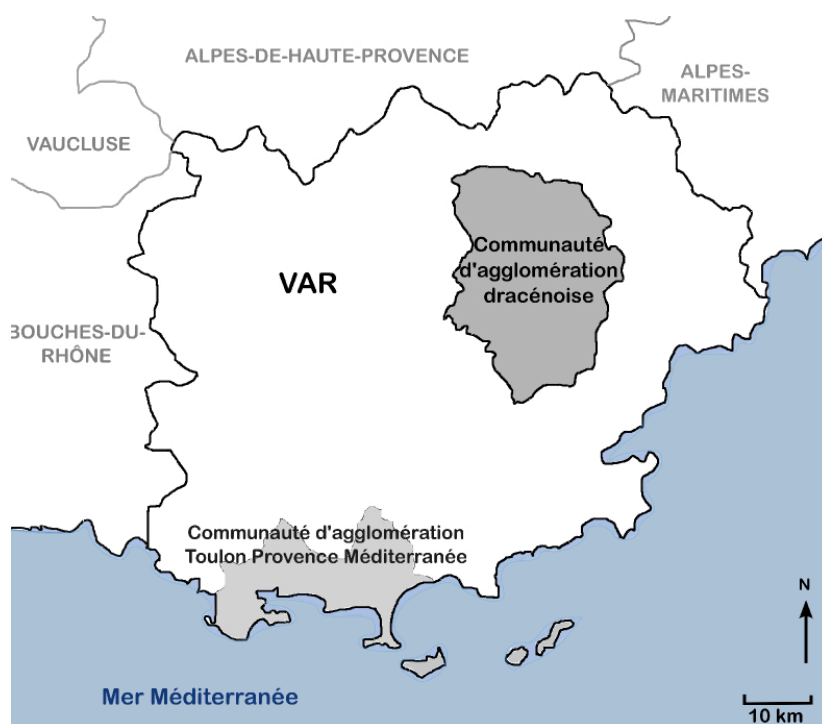 ALPES-DE-HAUTE-PROVENCE
ALPES-
MARITIMES
VAUCLUSE
Communauté
d'agglomération
dracénoise
VAR
BOUCHES-DU-
RHÔNE
Communauté d'agglomération
Toulon Provence Méditerranée
N
Mer Méditerranée
10 km